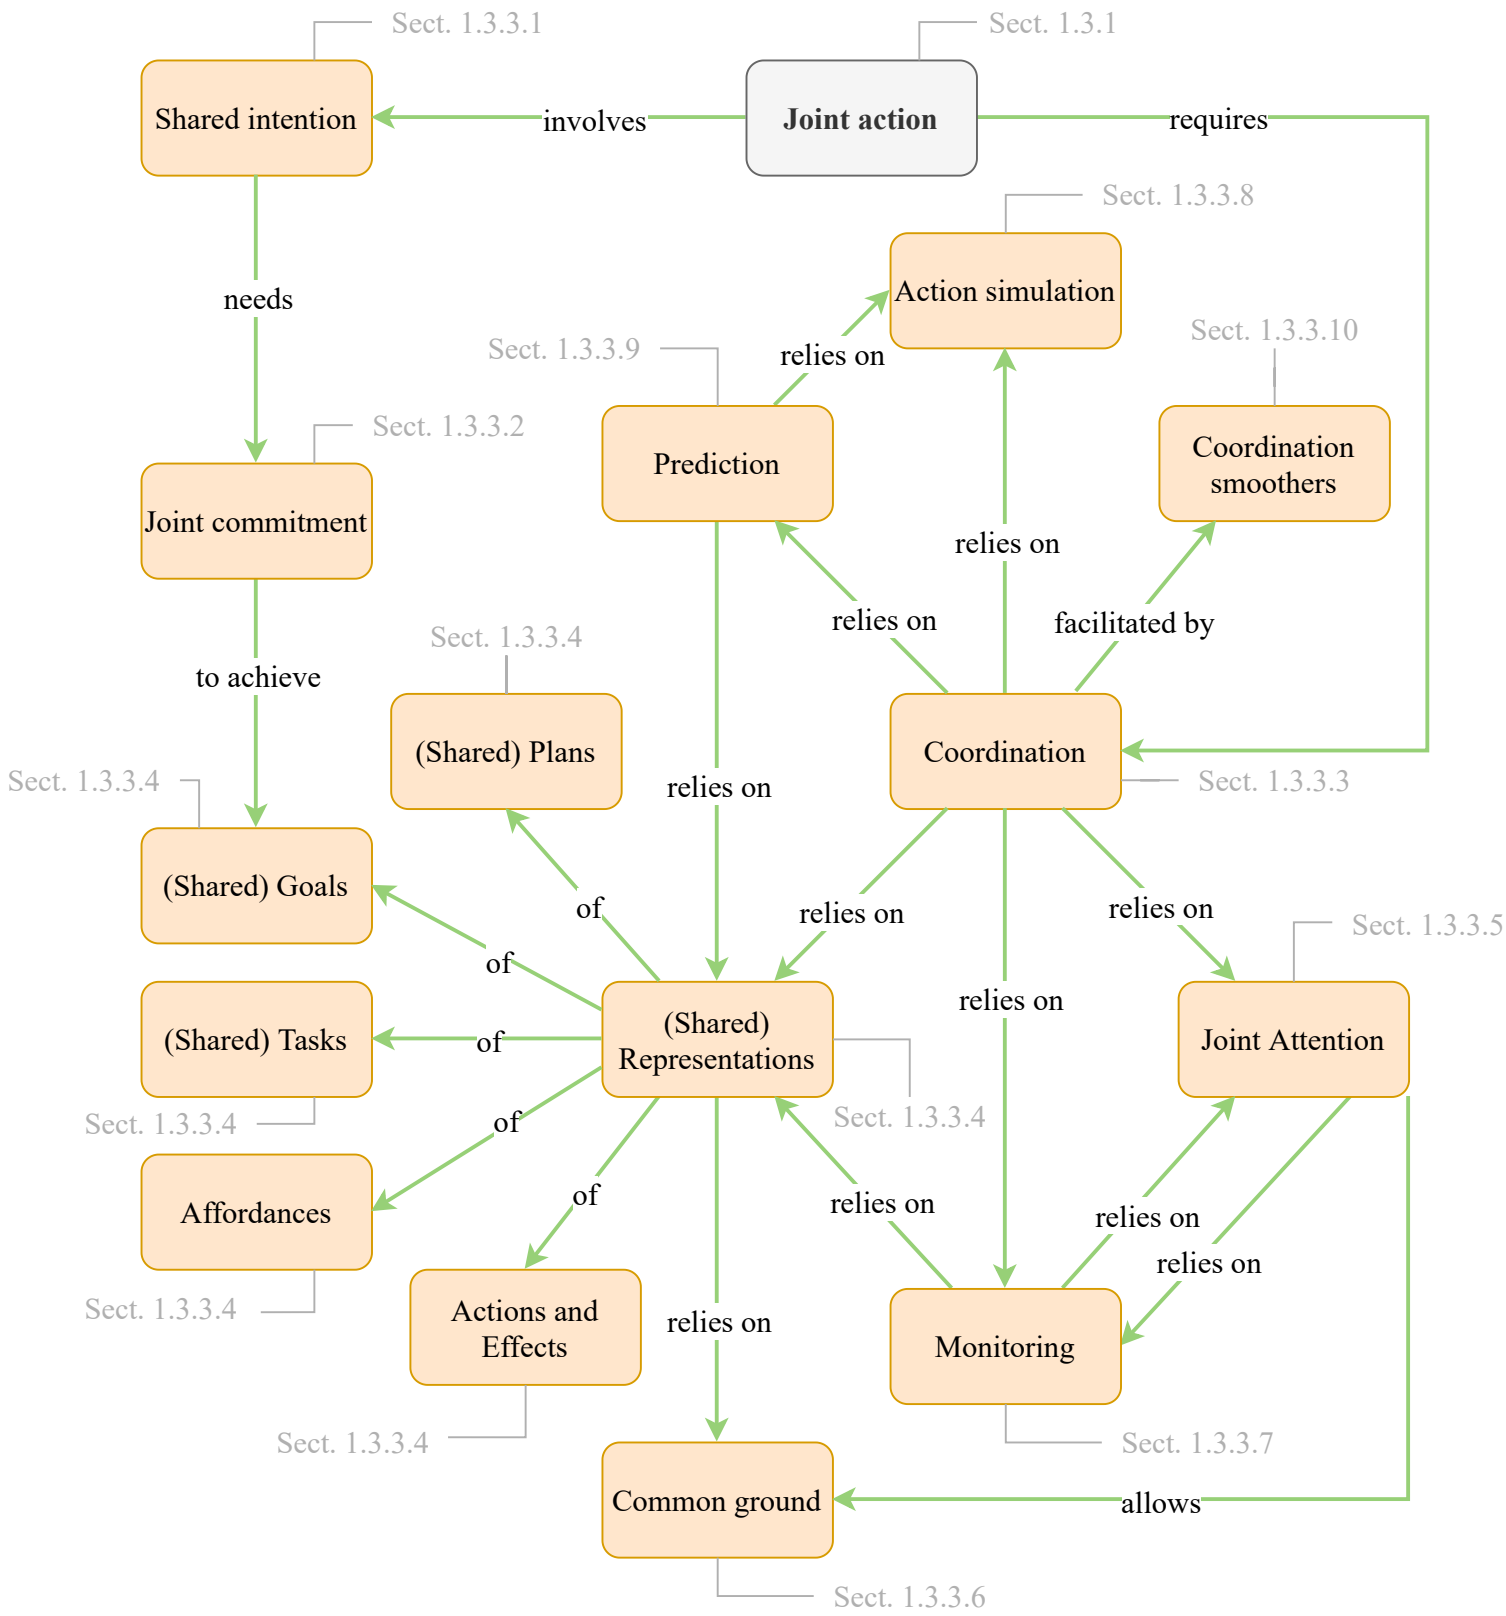 Sect. 1.3.3.1
Sect. 1.3.1
Shared intention
involves
Joint action
requires
Sect. 1.3.3.8
Action simulation
needs
Sect. 1.3.3.10
Sect. 1.3.3.9
relies on
Sect. 1.3.3.2
Prediction
Coordination
smoothers
Joint commitment
relies on
relies on
facilitated by
Sect. 1.3.3.4
to achieve
(Shared) Plans
Coordination
Sect. 1.3.3.4
relies on
Sect. 1.3.3.3
(Shared) Goals
of
relies on
relies on
Sect. 1.3.3.5
of
relies on
(Shared) Tasks
of
(Shared)
Representations
Joint Attention
Sect. 1.3.3.4
of
Sect. 1.3.3.4
Affordances
of
relies on
relies on
relies on
Sect. 1.3.3.4
Actions and
Effects
relies on
Monitoring
Sect. 1.3.3.4
Sect. 1.3.3.7
Common ground
allows
Sect. 1.3.3.6